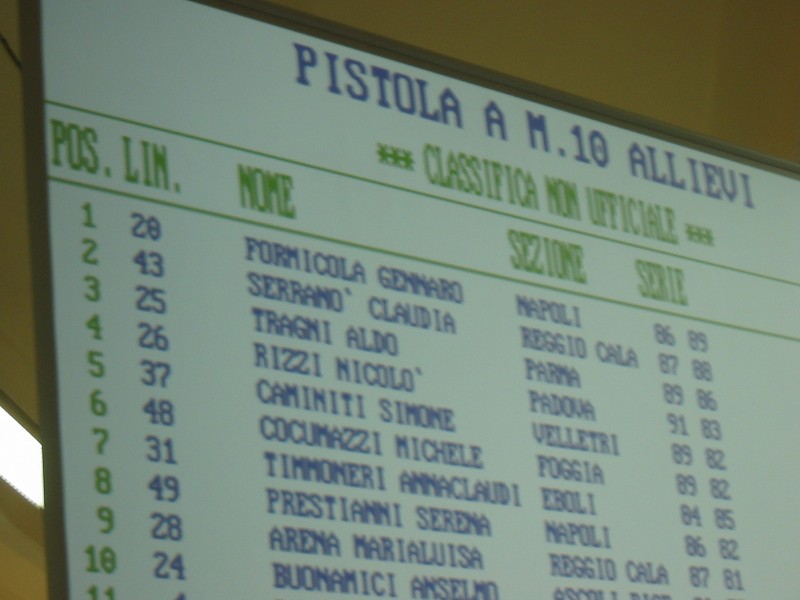 PISTOLA A M.10 ALLIEVI
*** CLASSIFICA NON UFFICIALE ***
POS. LIN. NOME SEZIONE SERIE
1 20 FORMICOLA GENNARO NAPOLI 86 89
2 43 SERRANO` CLAUDIA REGGIO CALA 87 88
3 25 TRAGNI ALDO PARMA 89 86
4 26 RIZZI NICOLO` PADOVA 91 83
5 37 CAMINITI SIMONE VELLETRI 89 82
6 48 COCUMAZZI MICHELE FOGGIA 89 82
7 31 TIMMONERI ANNACLAUDI EBOLI 84 85
8 49 PRESTIANNI SERENA NAPOLI 86 82
9 28 ARENA MARIALUISA REGGIO CALA 87 81
10 24 BUONAMICI ANSELMO ASCOLI
11